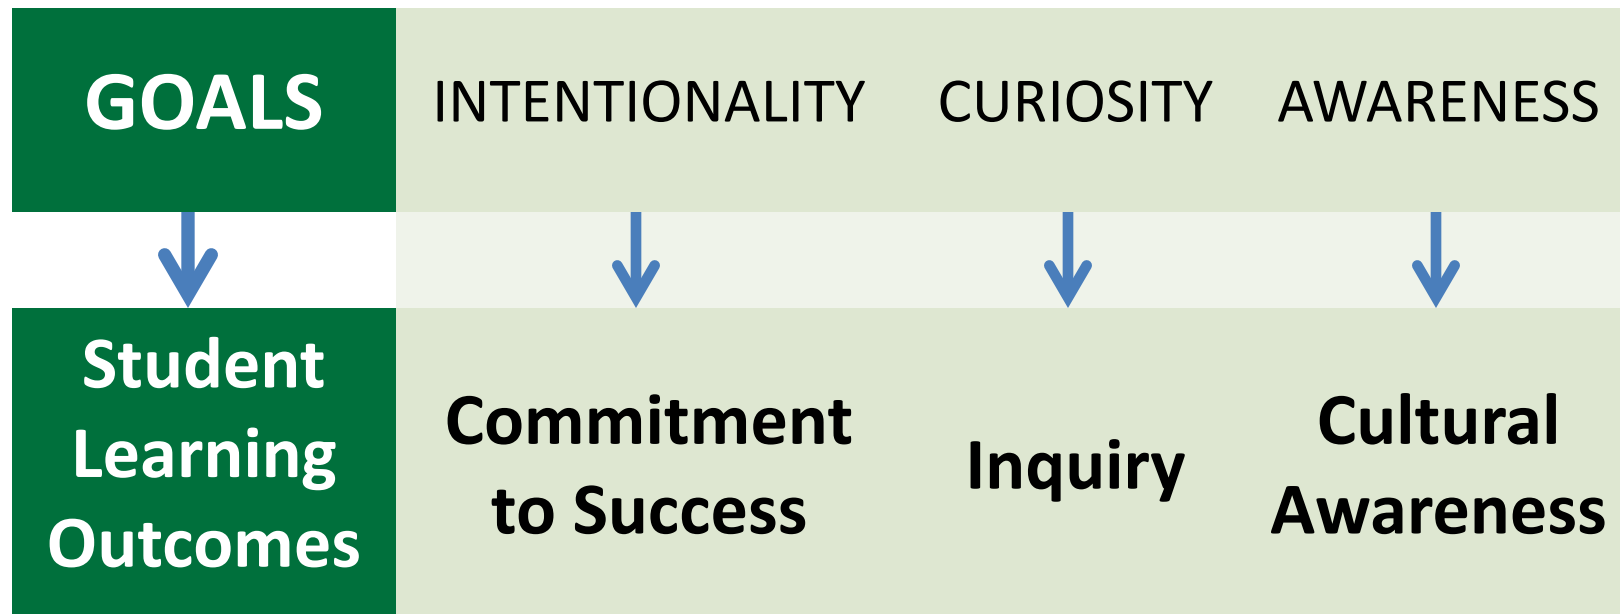 GOALS INTENTIONALITY CURIOSITY AWARENESS
Student
Learning
Outcomes
Commitment
to Success
Inquiry
Cultural
Awareness